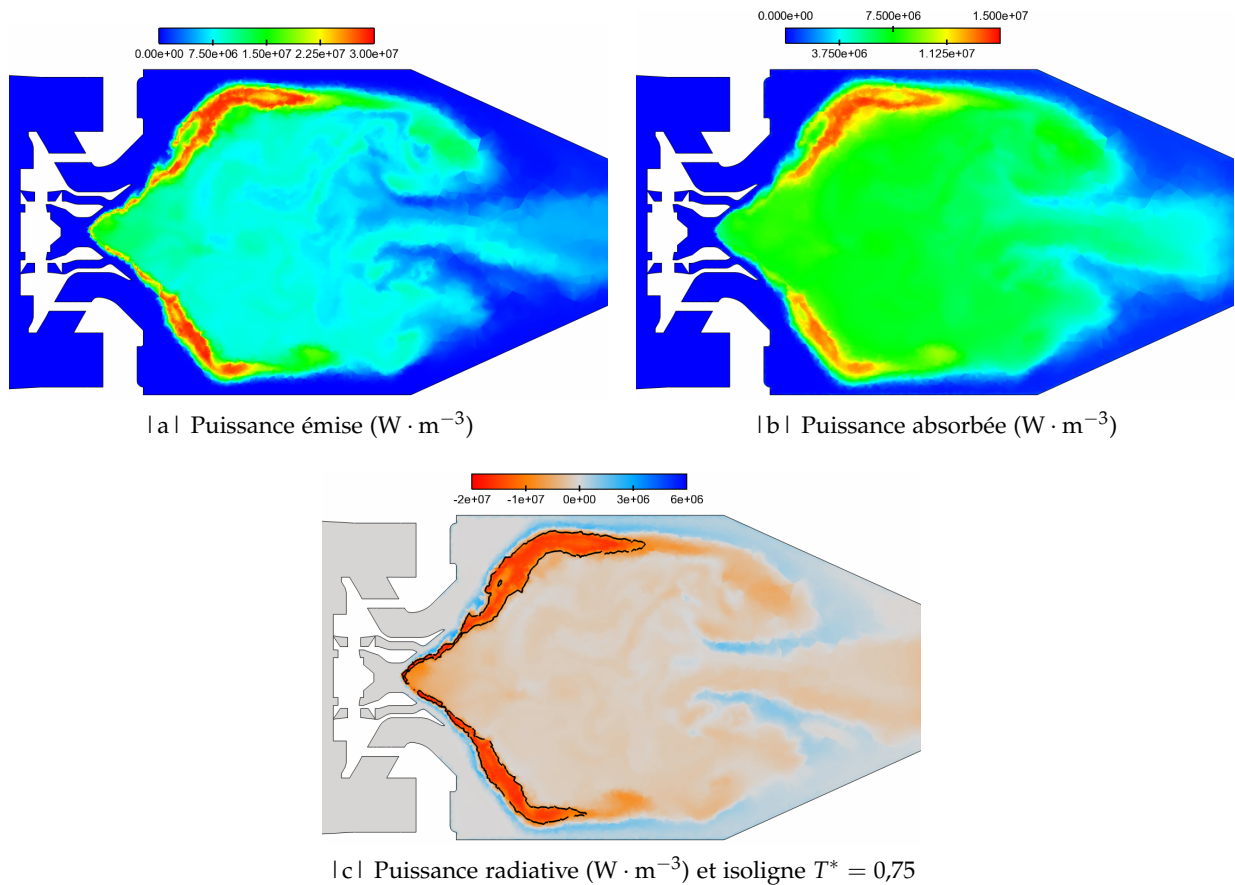 0.00e+00 7.50e+06 1.50e+07 2.25e+07 3.00e+07
0.000e+00 7.500e+06 1.500e+07
3.750e+06 1.125e+07
|a| Puissance émise (W · m⁻³)
|b| Puissance absorbée (W · m⁻³)
-2e+07 -1e+07 0e+00 3e+06 6e+06
|c| Puissance radiative (W · m⁻³) et isoligne T* = 0,75